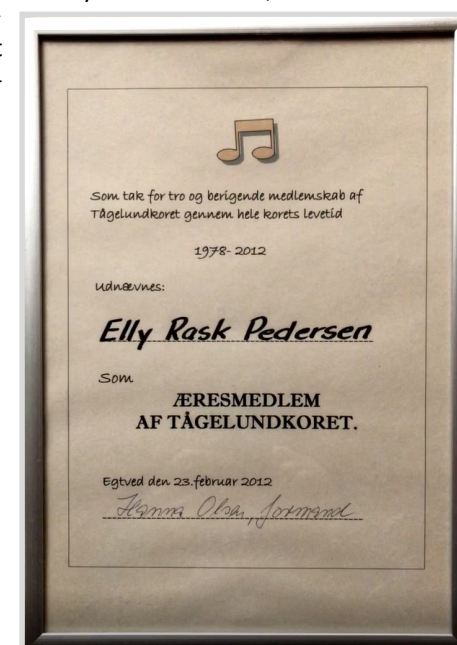 Som tak for tro og berigende medlemskab af
Tågelundkoret gennem hele korets levetid
1978-2012
Udnævnes:
Elly Rask Pedersen
Som
ÆRESMEDLEM
AF TÅGELUNDKORET.
Egtved den 23.februar 2012
Hanna Olsen, formand